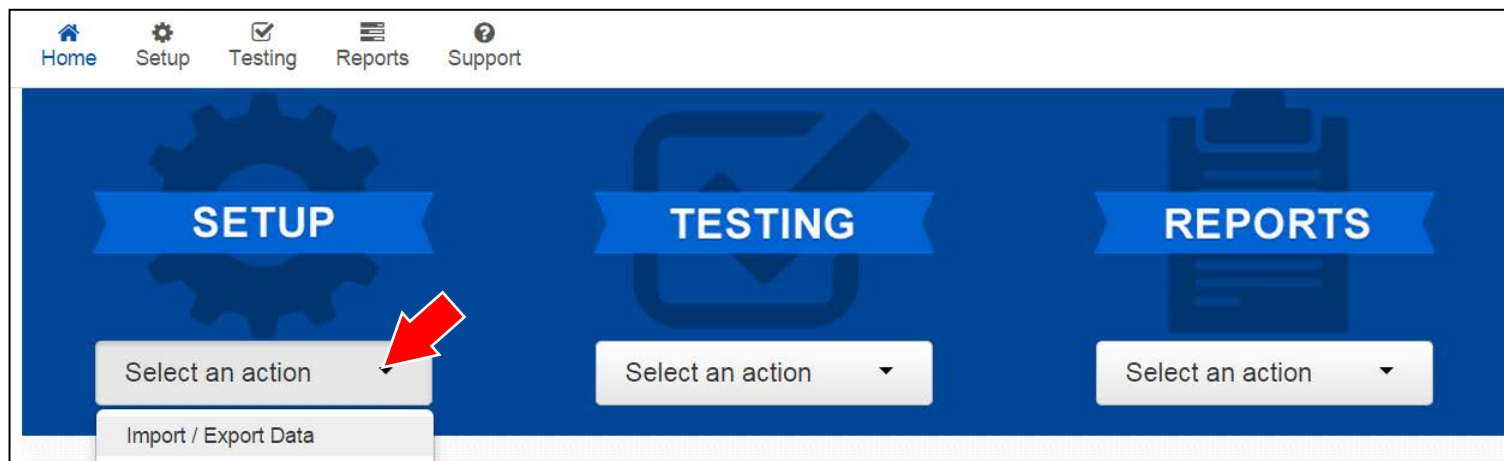 Home Setup Testing Reports Support
SETUP TESTING REPORTS
Select an action Select an action Select an action
Import / Export Data